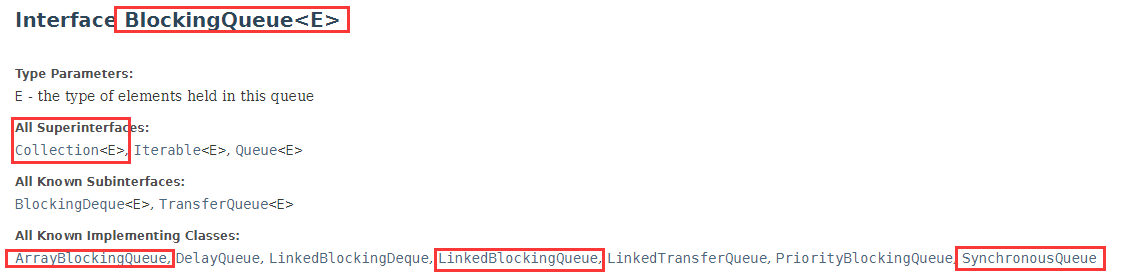 Interface BlockingQueue<E>
Type Parameters:
E - the type of elements held in this queue
All Superinterfaces:
Collection<E>, Iterable<E>, Queue<E>
All Known Subinterfaces:
BlockingDeque<E>, TransferQueue<E>
All Known Implementing Classes:
ArrayBlockingQueue, DelayQueue, LinkedBlockingDeque, LinkedBlockingQueue, LinkedTransferQueue, PriorityBlockingQueue, SynchronousQueue